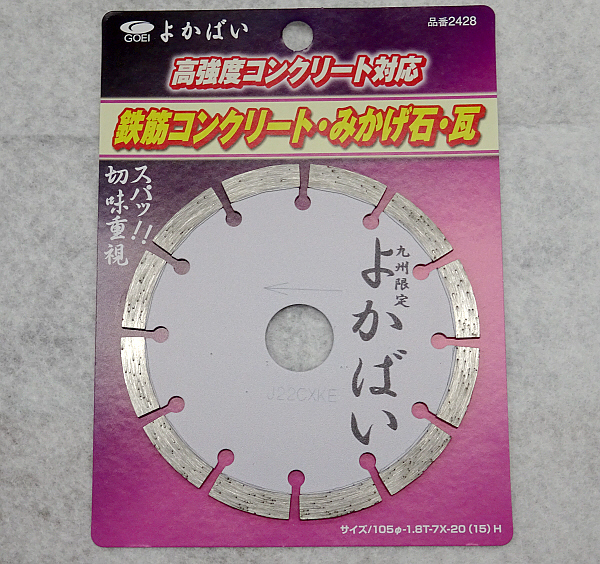 GOEI よかばい
品番2428
高強度コンクリート対応
鉄筋コンクリート・みかげ石・瓦
スパッ!!
切味重視
九州限定
よかばい
J22CXKE
サイズ/105φ-1.8T-7X-20(15)H